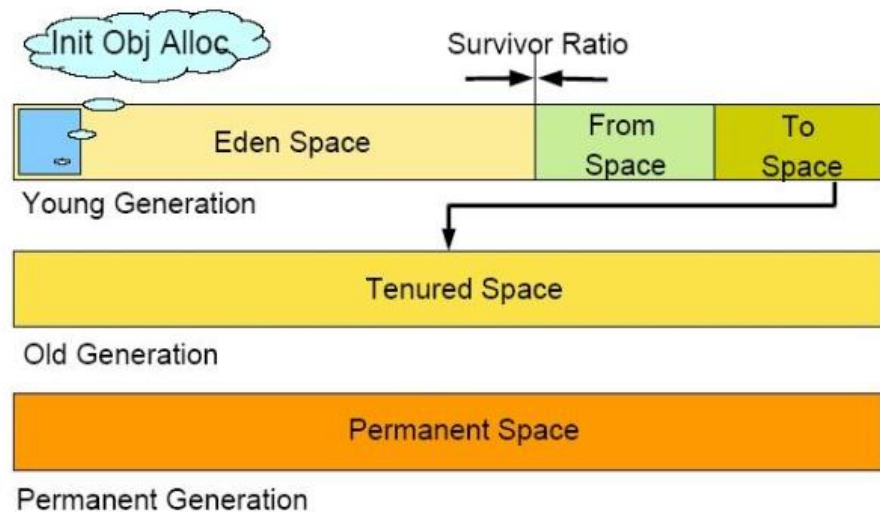 Init Obj Alloc
Survivor Ratio
Eden Space
From
Space
To
Space
Young Generation
Tenured Space
Old Generation
Permanent Space
Permanent Generation